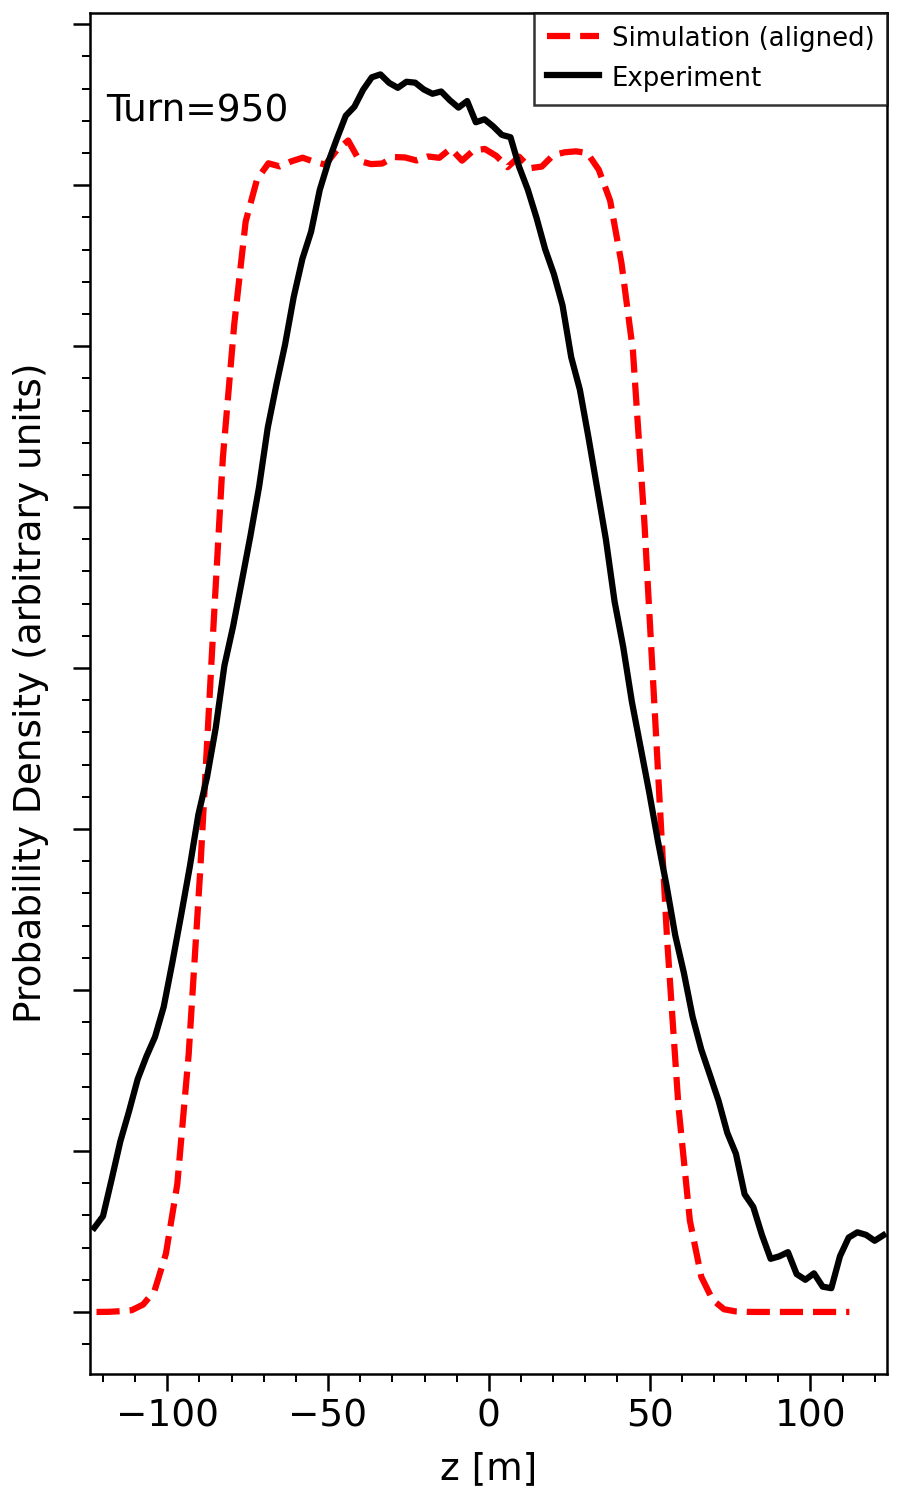 Simulation (aligned)
Experiment
Turn=950
Probability Density (arbitrary units)
−100 −50 0 50 100
z [m]